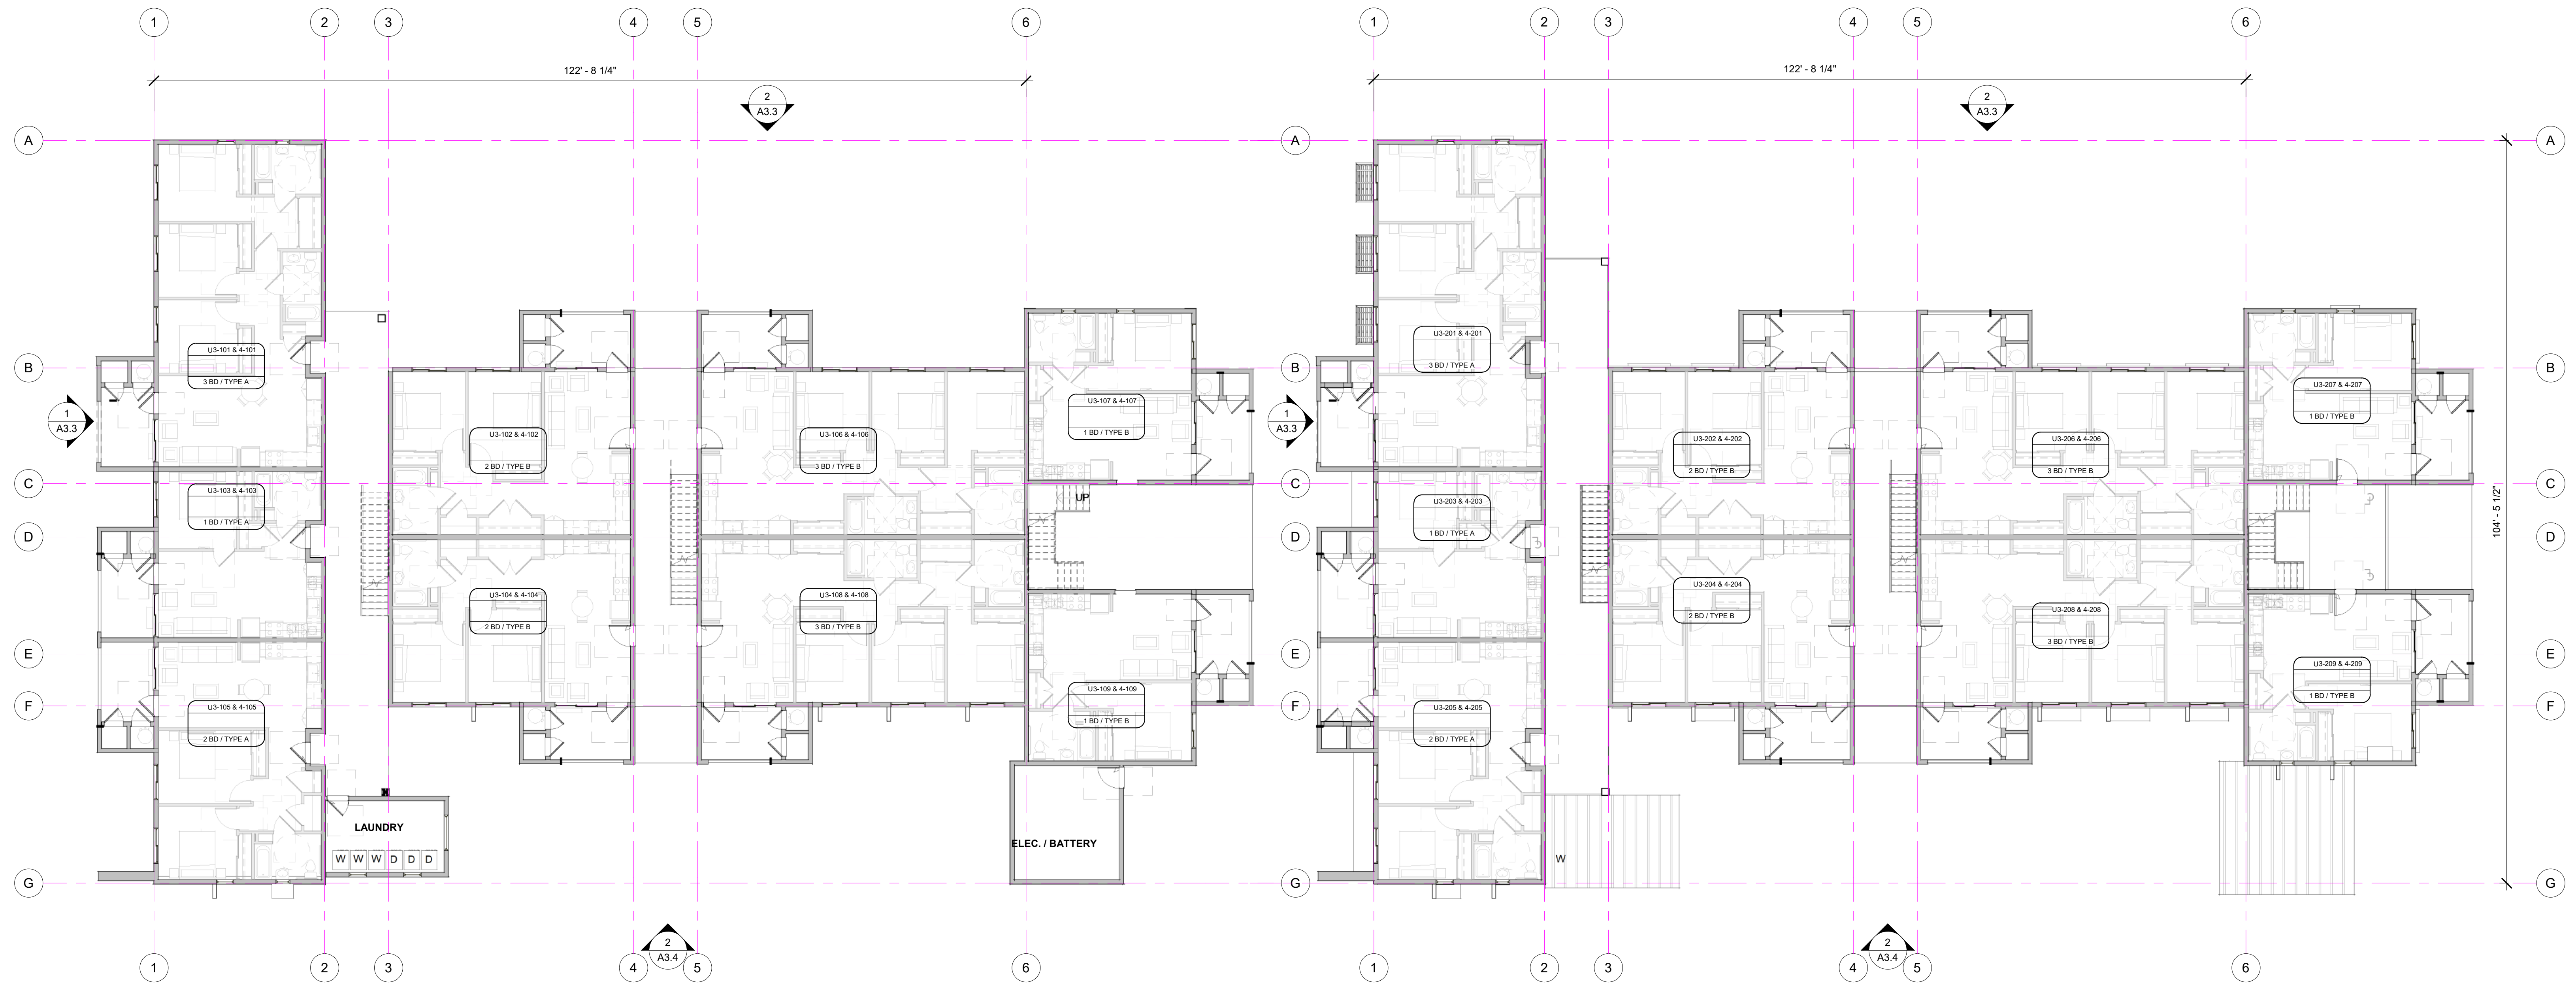 1 2 3 4 5 6 1 2 3 4 5 6
122' - 8 1/4" 122' - 8 1/4"
2
A3.3
2
A3.3
A A A
U3-101 & 4-101
3 BD / TYPE A
U3-201 & 4-201
3 BD / TYPE A
B B B
1
A3.3
1
A3.3
U3-107 & 4-107
1 BD / TYPE B
U3-207 & 4-207
1 BD / TYPE B
U3-102 & 4-102
2 BD / TYPE B
U3-106 & 4-106
3 BD / TYPE B
U3-202 & 4-202
2 BD / TYPE B
U3-206 & 4-206
3 BD / TYPE B
C C C
U3-103 & 4-103
1 BD / TYPE A
UP
U3-203 & 4-203
1 BD / TYPE A
104' - 5 1/2"
D D D
U3-104 & 4-104
2 BD / TYPE B
U3-108 & 4-108
3 BD / TYPE B
U3-204 & 4-204
2 BD / TYPE B
U3-208 & 4-208
3 BD / TYPE B
E E E
U3-109 & 4-109
1 BD / TYPE B
U3-209 & 4-209
1 BD / TYPE B
F F F
U3-105 & 4-105
2 BD / TYPE A
U3-205 & 4-205
2 BD / TYPE A
LAUNDRY
W W W D D D
ELEC. / BATTERY
W
G G G
2
A3.4
2
A3.4
1 2 3 4 5 6 1 2 3 4 5 6